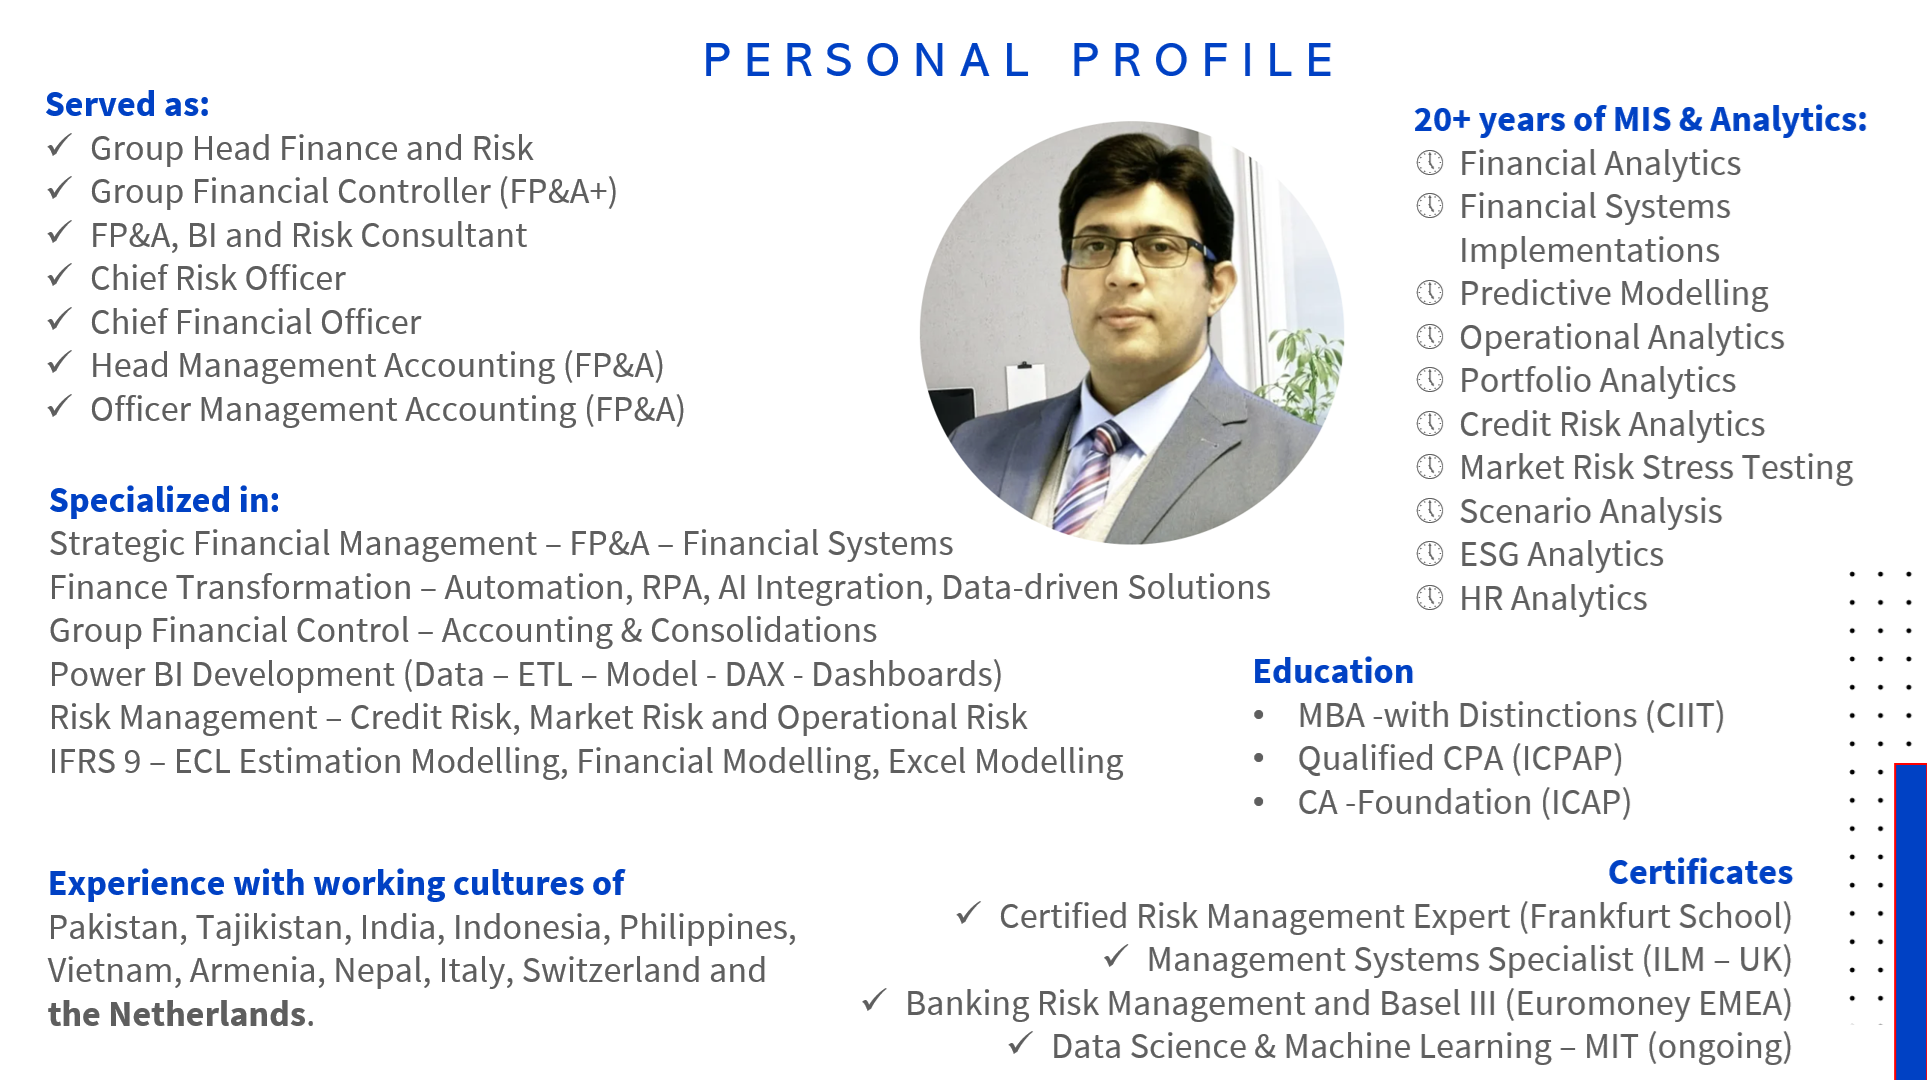 PERSONAL PROFILE
Served as:
✓ Group Head Finance and Risk
✓ Group Financial Controller (FP&A+)
✓ FP&A, BI and Risk Consultant
✓ Chief Risk Officer
✓ Chief Financial Officer
✓ Head Management Accounting (FP&A)
✓ Officer Management Accounting (FP&A)
Specialized in:
Strategic Financial Management – FP&A – Financial Systems
Finance Transformation – Automation, RPA, AI Integration, Data-driven Solutions
Group Financial Control – Accounting & Consolidations
Power BI Development (Data – ETL – Model - DAX - Dashboards)
Risk Management – Credit Risk, Market Risk and Operational Risk
IFRS 9 – ECL Estimation Modelling, Financial Modelling, Excel Modelling
Experience with working cultures of
Pakistan, Tajikistan, India, Indonesia, Philippines,
Vietnam, Armenia, Nepal, Italy, Switzerland and
the Netherlands.
20+ years of MIS & Analytics:
Financial Analytics
Financial Systems
Implementations
Predictive Modelling
Operational Analytics
Portfolio Analytics
Credit Risk Analytics
Market Risk Stress Testing
Scenario Analysis
ESG Analytics
HR Analytics
Education
• MBA -with Distinctions (CIIT)
• Qualified CPA (ICPAP)
• CA -Foundation (ICAP)
Certificates
✓ Certified Risk Management Expert (Frankfurt School)
✓ Management Systems Specialist (ILM – UK)
✓ Banking Risk Management and Basel III (Euromoney EMEA)
✓ Data Science & Machine Learning – MIT (ongoing)